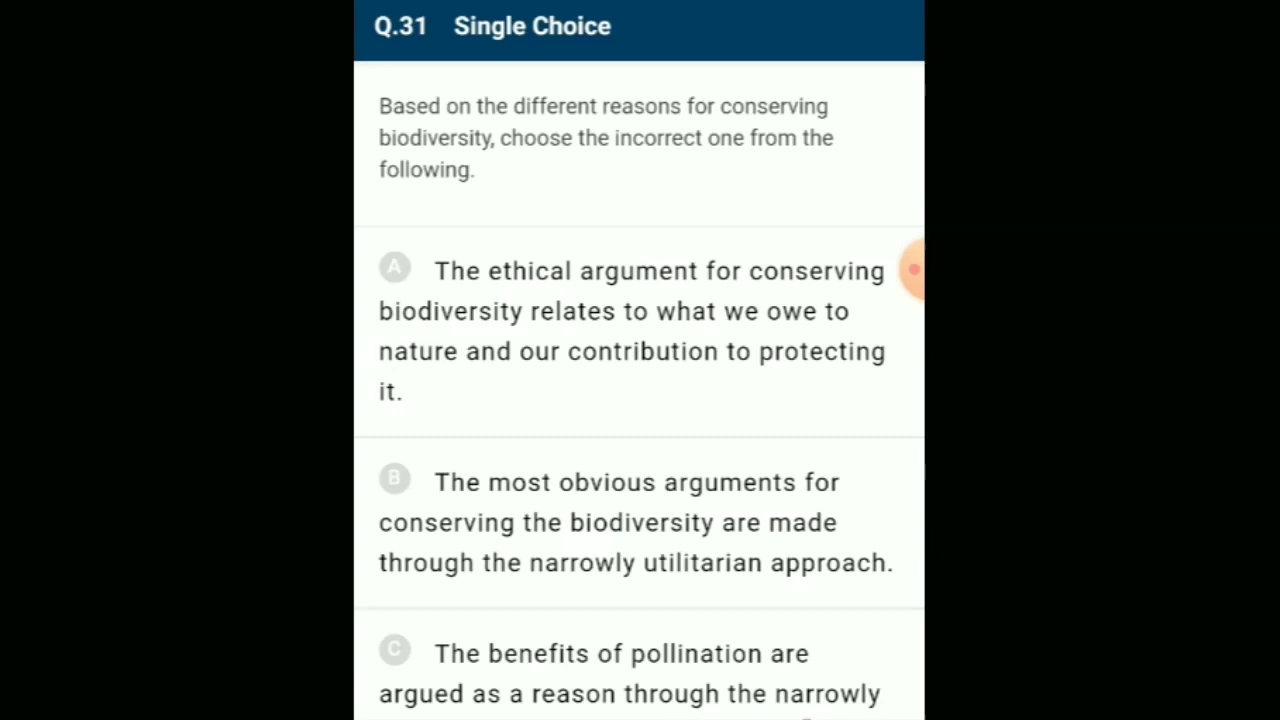 Q.31 Single Choice
Based on the different reasons for conserving
biodiversity, choose the incorrect one from the
following.
A The ethical argument for conserving
biodiversity relates to what we owe to
nature and our contribution to protecting
it.
B The most obvious arguments for
conserving the biodiversity are made
through the narrowly utilitarian approach.
C The benefits of pollination are
argued as a reason through the narrowly